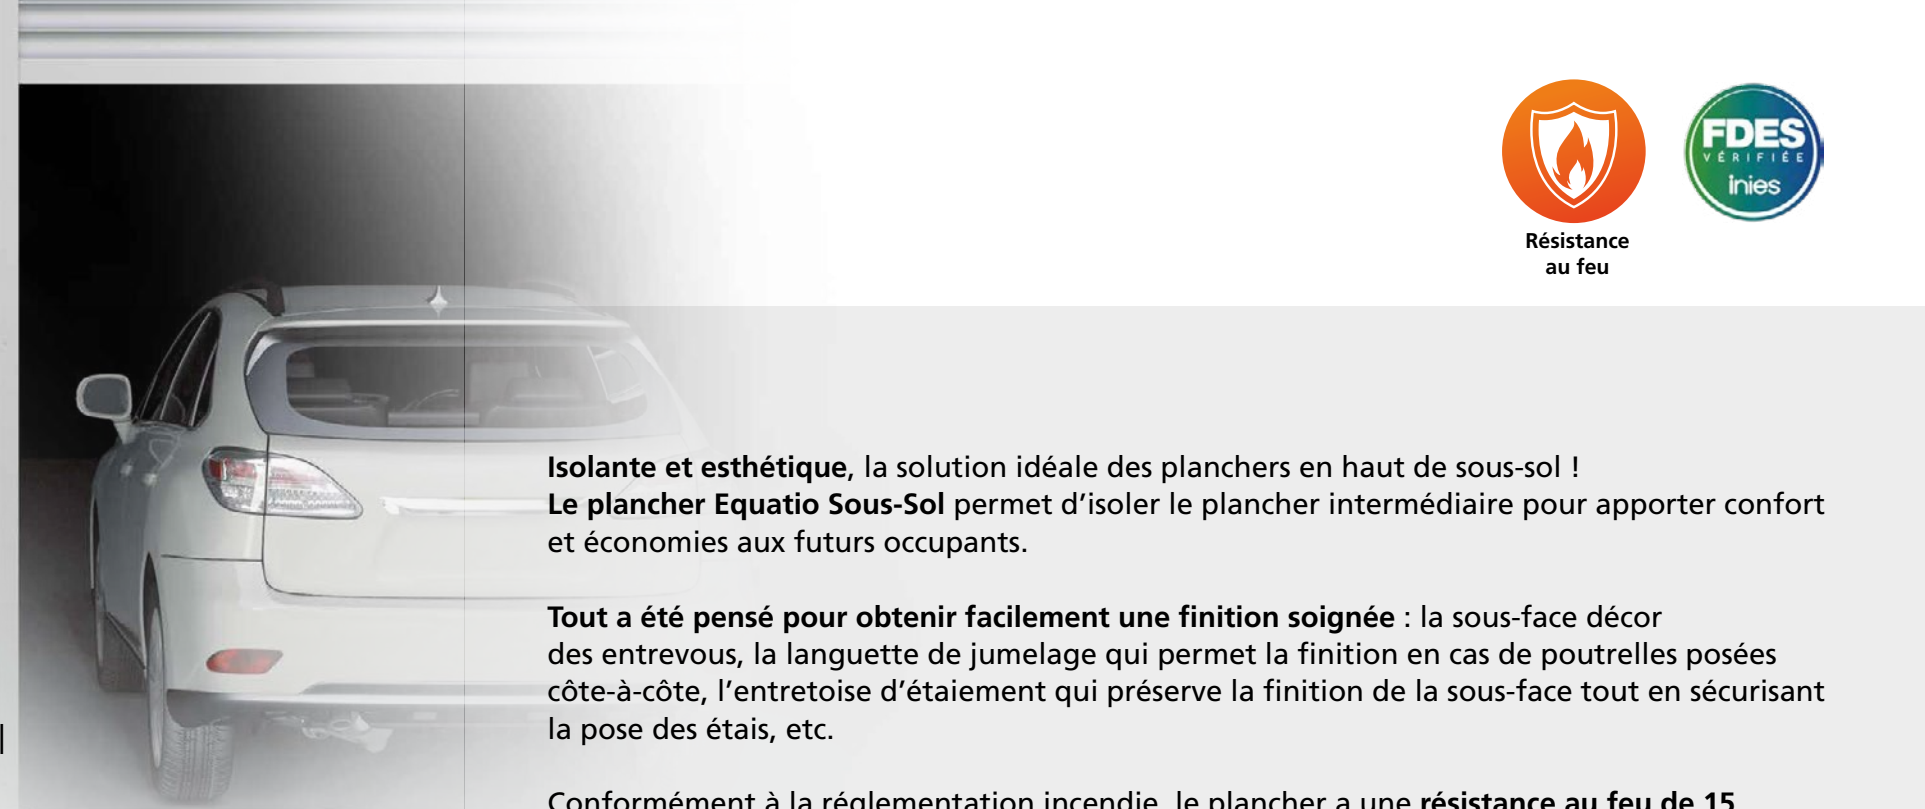 FDES
VÉRIFIÉE
inies
Résistance
au feu
Isolante et esthétique, la solution idéale des planchers en haut de sous-sol !
Le plancher Equatio Sous-Sol permet d’isoler le plancher intermédiaire pour apporter confort
et économies aux futurs occupants.
Tout a été pensé pour obtenir facilement une finition soignée : la sous-face décor
des entrevous, la languette de jumelage qui permet la finition en cas de poutrelles posées
côte-à-côte, l’entretoise d’étaiement qui préserve la finition de la sous-face tout en sécurisant
la pose des étais, etc.
Conformément à la réglementation incendie, le plancher a une résistance au feu de 15